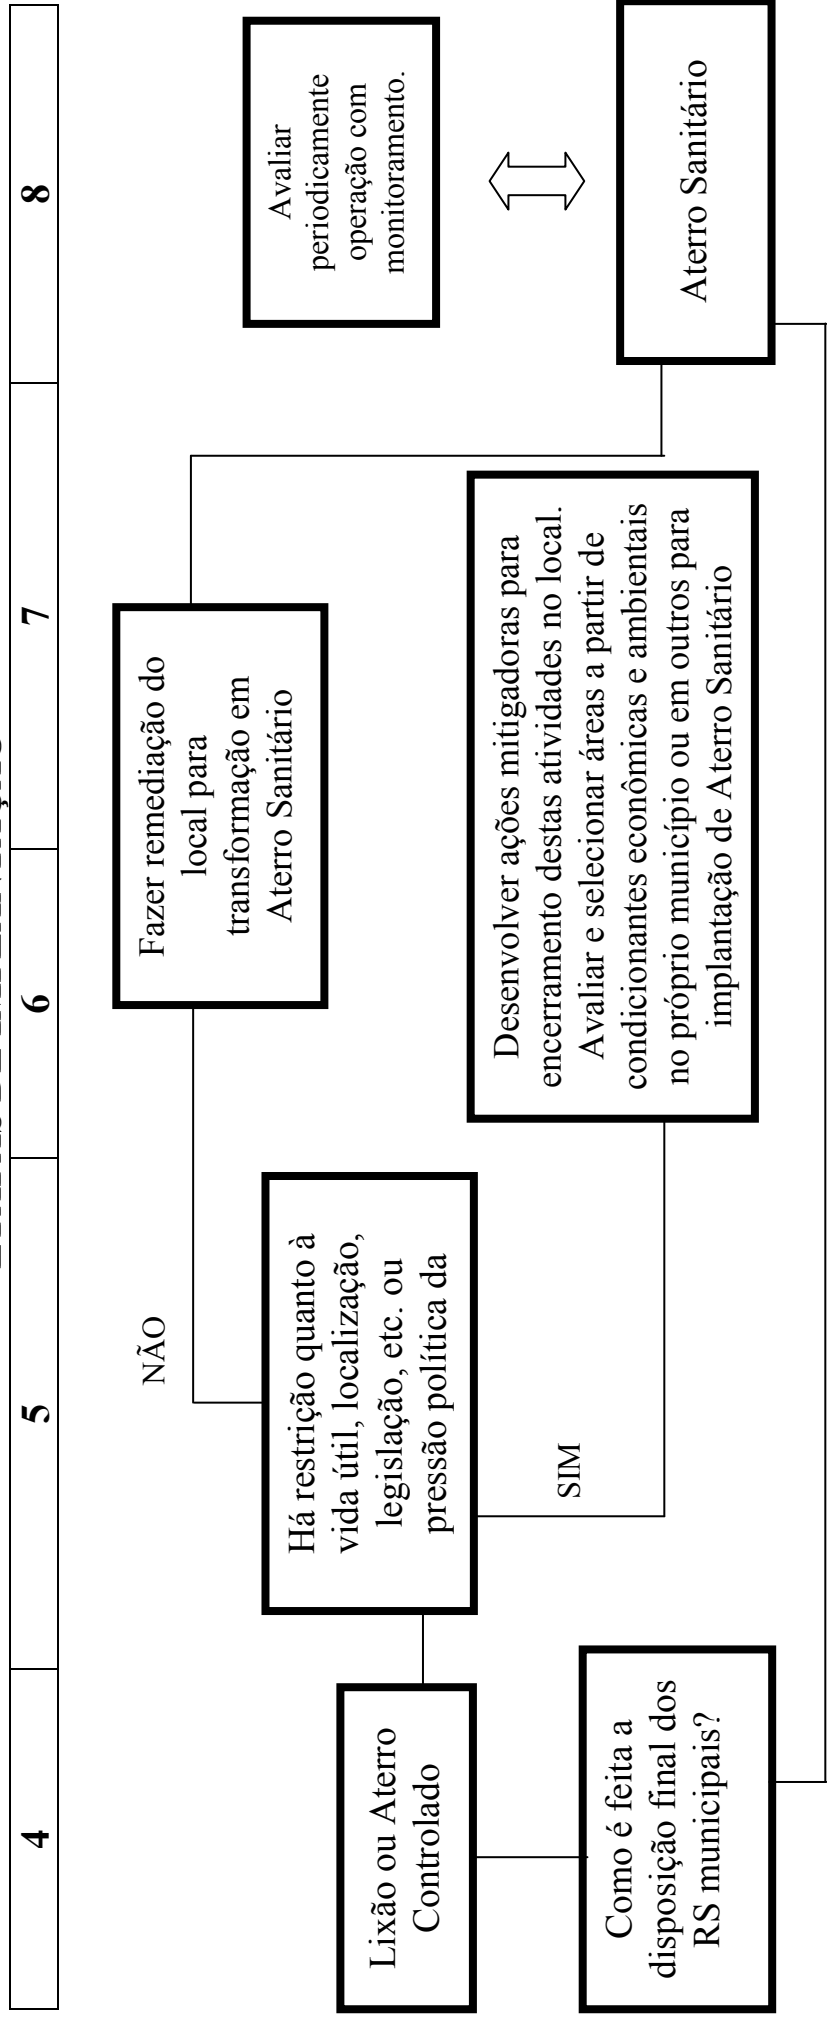 4
5
6
7
8
Lixão ou Aterro
Controlado
Como é feita a
disposição final dos
RS municipais?
NÃO
Há restrição quanto à
vida útil, localização,
legislação, etc. ou
pressão política da
SIM
Fazer remediação do
local para
transformação em
Aterro Sanitário
Desenvolver ações mitigadoras para
encerramento destas atividades no local.
Avaliar e selecionar áreas a partir de
condicionantes econômicas e ambientais
no próprio município ou em outros para
implantação de Aterro Sanitário
Avaliar
periodicamente
operação com
monitoramento.
Aterro Sanitário